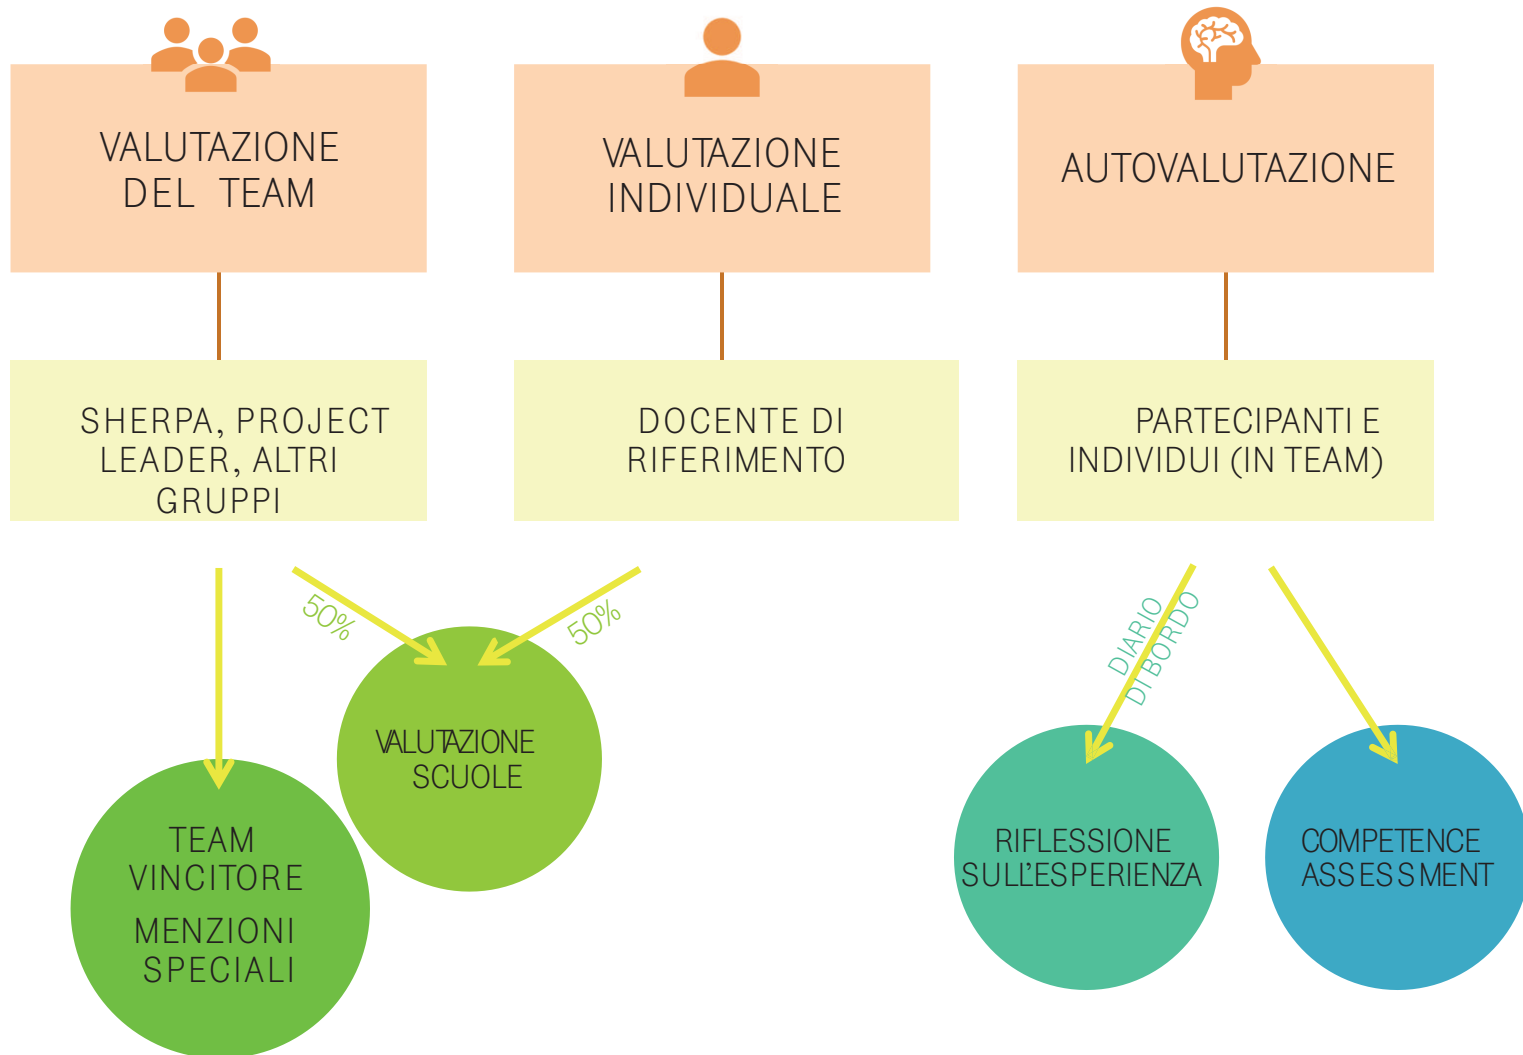 VALUTAZIONE
DEL TEAM
VALUTAZIONE
INDIVIDUALE
AUTOVALUTAZIONE
SHERPA, PROJECT
LEADER, ALTRI
GRUPPI
DOCENTE DI
RIFERIMENTO
PARTECIPANTI E
INDIVIDUI (IN TEAM)
50%
50%
DIARIO
DI BORDO
VALUTAZIONE
SCUOLE
TEAM
VINCITORE
MENZIONI
SPECIALI
RIFLESSIONE
SULL'ESPERIENZA
COMPETENCE
ASSESSMENT